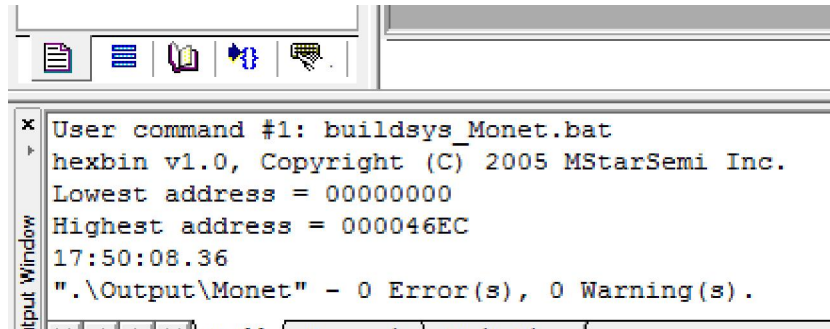 User command #1: buildsys_Monet.bat
hexbin v1.0, Copyright (C) 2005 MStarSemi Inc.
Lowest address = 00000000
Highest address = 000046EC
17:50:08.36
".\Output\Monet" - 0 Error(s), 0 Warning(s).
Window